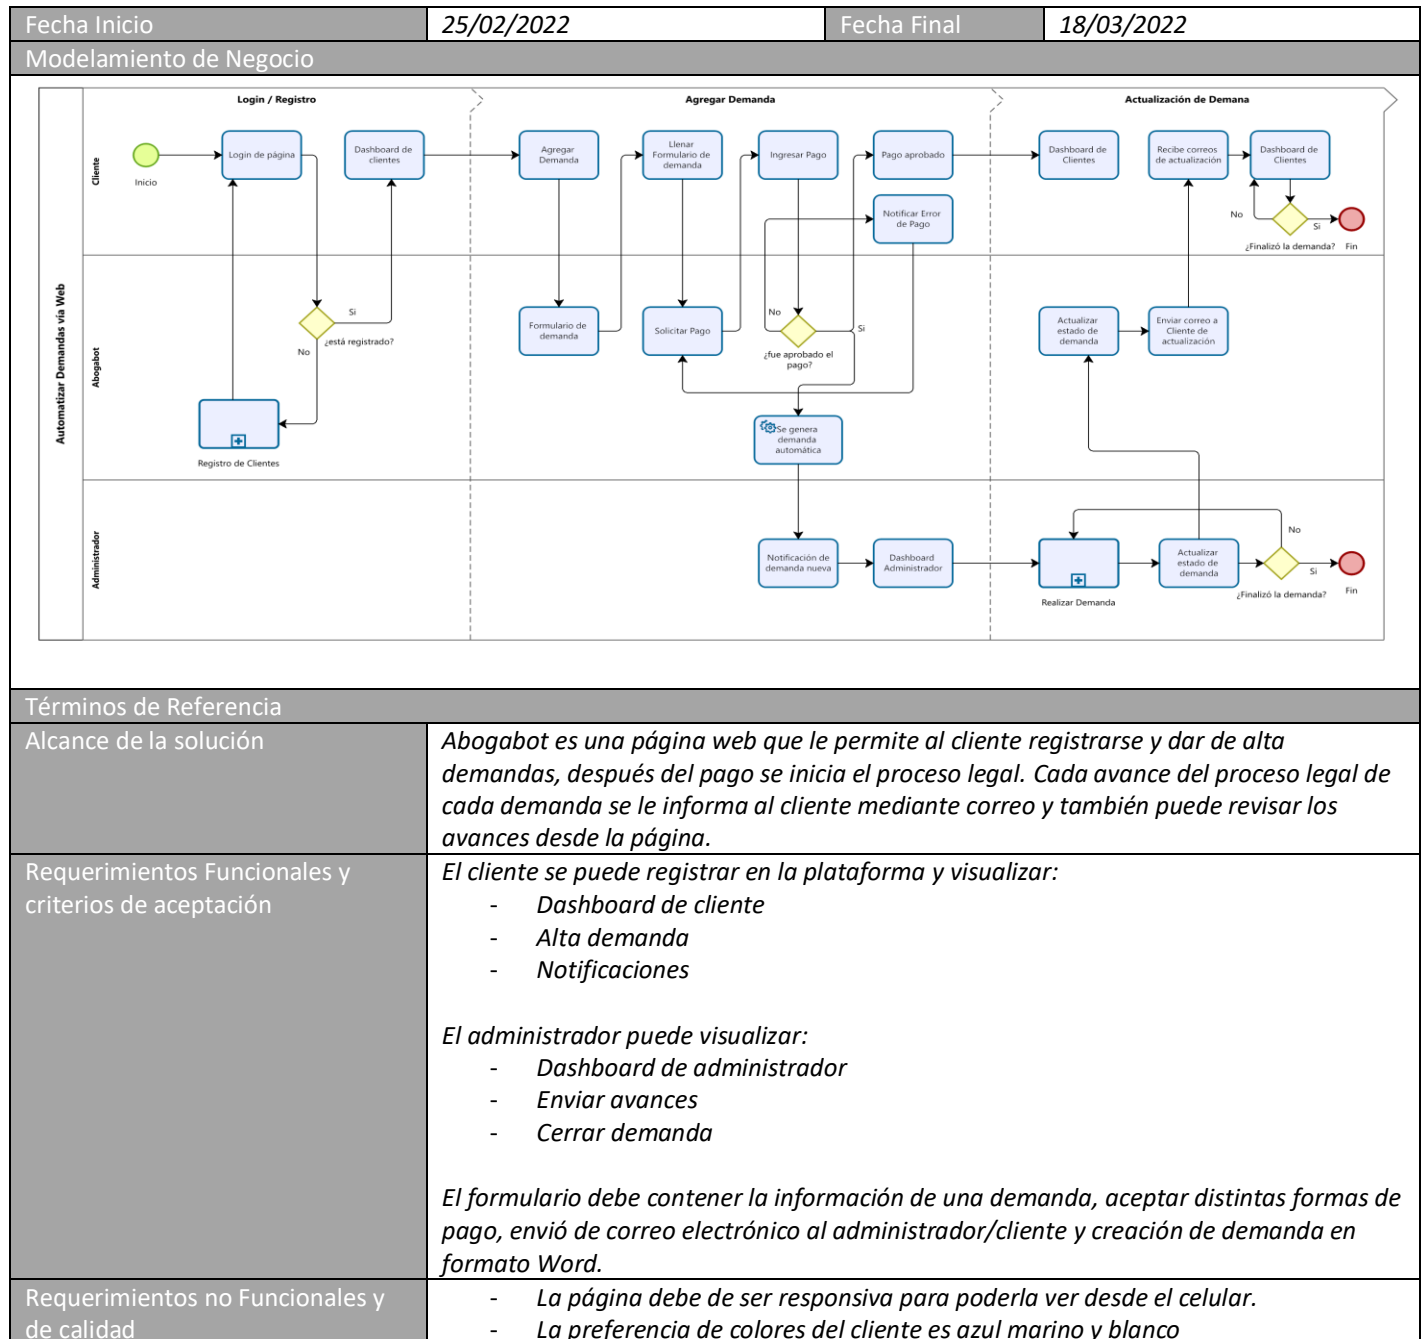 Fecha Inicio 25/02/2022 Fecha Final 18/03/2022
Modelamiento de Negocio
Automatizar Demandas vía Web
Login / Registro
Agregar Demanda
Actualización de Demana
Cliente
Inicio
Login de página
Dashboard de
clientes
Agregar
Demanda
Llenar
Formulario de
demanda
Ingresar Pago
Pago aprobado
Notificar Error
de Pago
Dashboard de
Clientes
Recibe correos
de actualización
Dashboard de
Clientes
No
Si
¿Finalizó la demanda?
Fin
Abogabot
Si
¿está registrado?
No
Registro de Clientes
Formulario de
demanda
Solicitar Pago
No
Si
¿fue aprobado el
pago?
Se genera
demanda
automática
Actualizar
estado de
demanda
Enviar correo a
Cliente de
actualización
Administrador
Notificación de
demanda nueva
Dashboard
Administrador
Realizar Demanda
Actualizar
estado de
demanda
No
Si
¿Finalizó la demanda?
Fin
Términos de Referencia
Alcance de la solución
Abogabot es una página web que le permite al cliente registrarse y dar de alta
demandas, después del pago se inicia el proceso legal. Cada avance del proceso legal de
cada demanda se le informa al cliente mediante correo y también puede revisar los
avances desde la página.
Requerimientos Funcionales y
criterios de aceptación
El cliente se puede registrar en la plataforma y visualizar:
- Dashboard de cliente
- Alta demanda
- Notificaciones
El administrador puede visualizar:
- Dashboard de administrador
- Enviar avances
- Cerrar demanda
El formulario debe contener la información de una demanda, aceptar distintas formas de
pago, envió de correo electrónico al administrador/cliente y creación de demanda en
formato Word.
Requerimientos no Funcionales y
de calidad
- La página debe de ser responsiva para poderla ver desde el celular.
- La preferencia de colores del cliente es azul marino y blanco